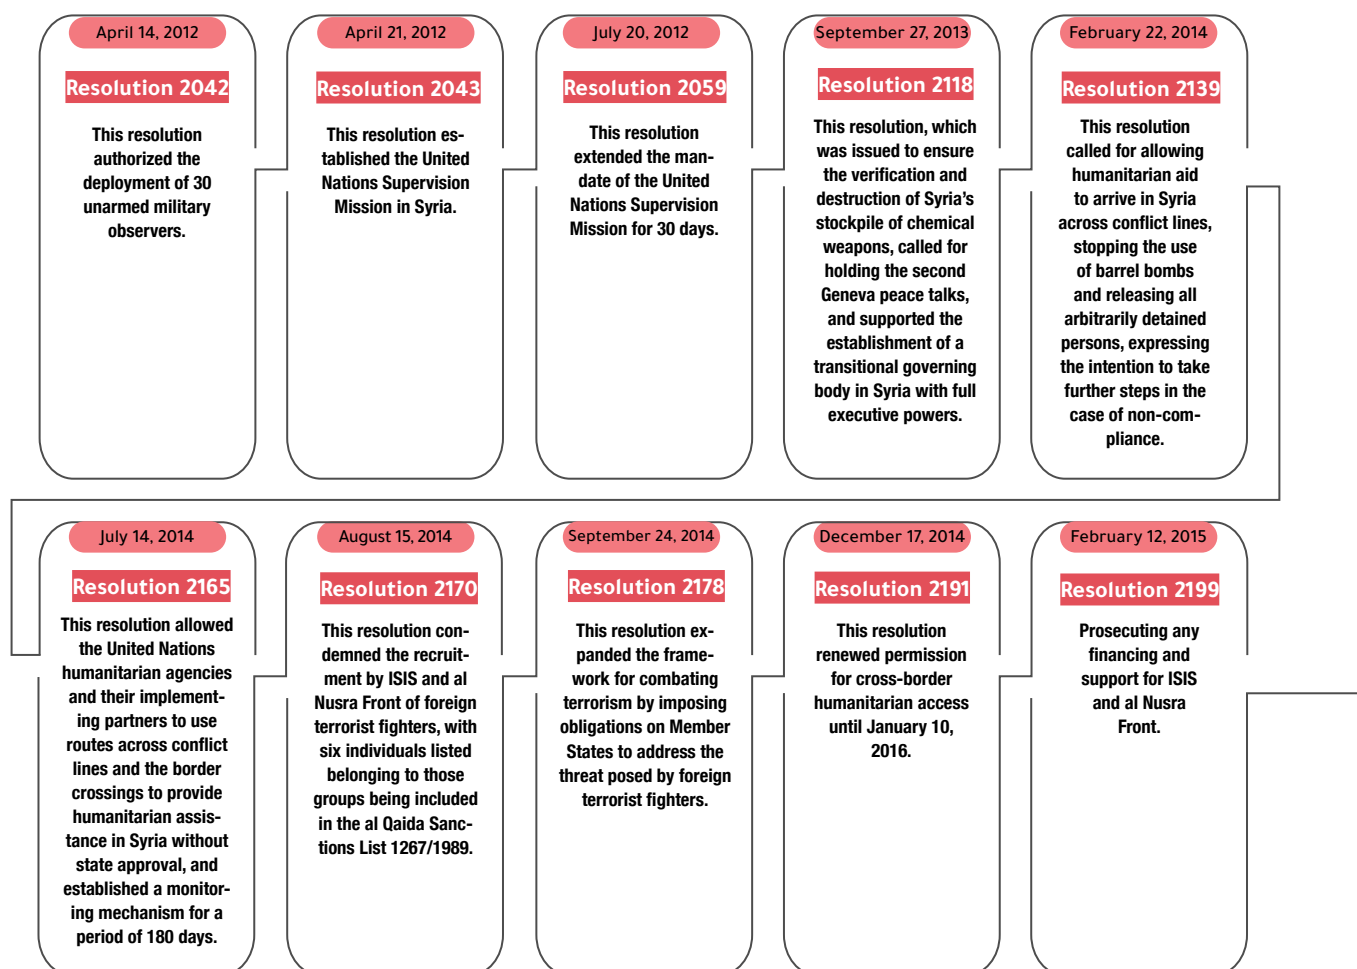 April 14, 2012
Resolution 2042
This resolution
authorized the
deployment of 30
unarmed military
observers.
April 21, 2012
Resolution 2043
This resolution es-
tablished the United
Nations Supervision
Mission in Syria.
July 20, 2012
Resolution 2059
This resolution
extended the man-
date of the United
Nations Supervision
Mission for 30 days.
September 27, 2013
Resolution 2118
This resolution, which
was issued to ensure
the verification and
destruction of Syria’s
stockpile of chemical
weapons, called for
holding the second
Geneva peace talks,
and supported the
establishment of a
transitional governing
body in Syria with full
executive powers.
February 22, 2014
Resolution 2139
This resolution
called for allowing
humanitarian aid
to arrive in Syria
across conflict lines,
stopping the use
of barrel bombs
and releasing all
arbitrarily detained
persons, expressing
the intention to take
further steps in the
case of non-com-
pliance.
July 14, 2014
Resolution 2165
This resolution allowed
the United Nations
humanitarian agencies
and their implement-
ing partners to use
routes across conflict
lines and the border
crossings to provide
humanitarian assis-
tance in Syria without
state approval, and
established a monitor-
ing mechanism for a
period of 180 days.
August 15, 2014
Resolution 2170
This resolution con-
demned the recruit-
ment by ISIS and al
Nusra Front of foreign
terrorist fighters, with
six individuals listed
belonging to those
groups being included
in the al Qaida Sanc-
tions List 1267/1989.
September 24, 2014
Resolution 2178
This resolution ex-
panded the frame-
work for combating
terrorism by imposing
obligations on Member
States to address the
threat posed by foreign
terrorist fighters.
December 17, 2014
Resolution 2191
This resolution
renewed permission
for cross-border
humanitarian access
until January 10,
2016.
February 12, 2015
Resolution 2199
Prosecuting any
financing and
support for ISIS
and al Nusra
Front.